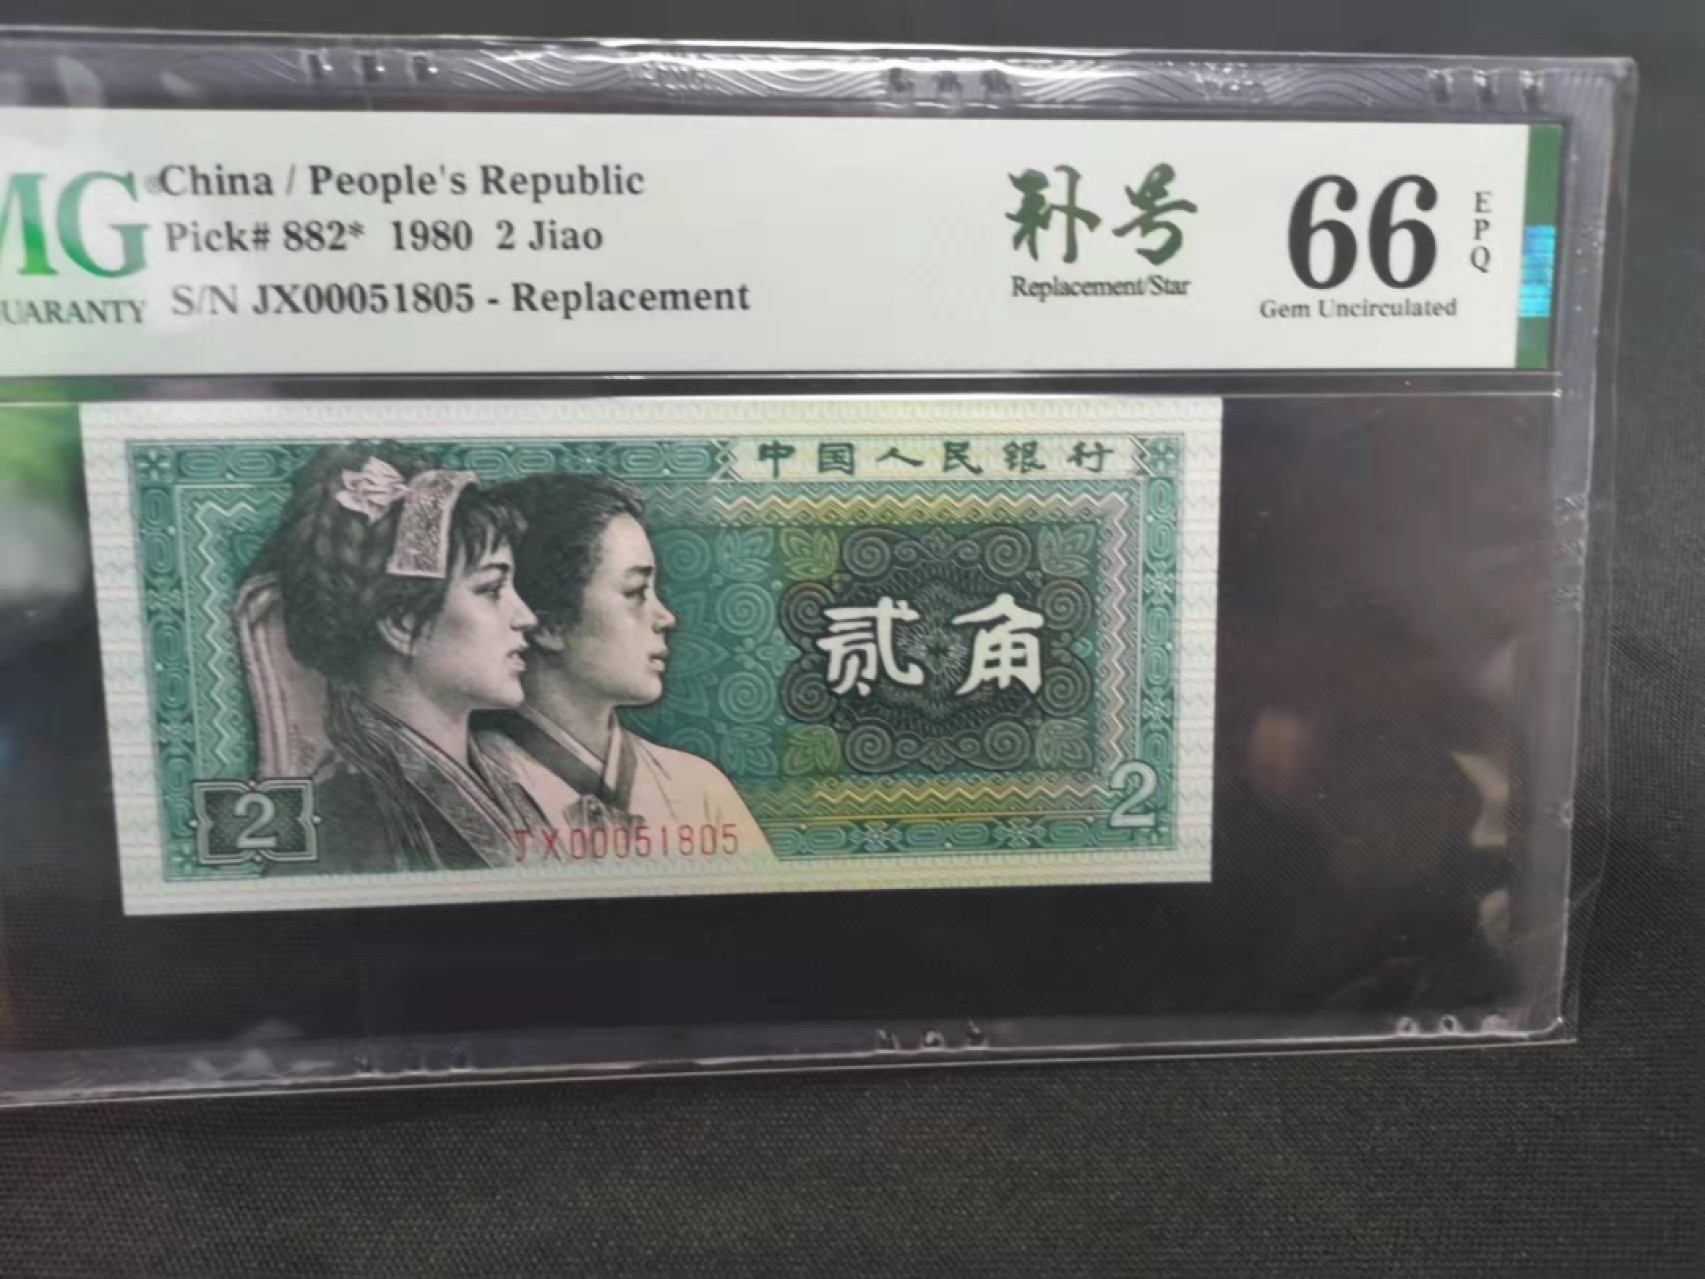 China / People's Republic
Pick# 882* 1980 2 Jiao
S/N JX00051805 - Replacement
MG
UARANTY
补号
Replacement/Star
66
EPQ
Gem Uncirculated
中国人民银行
贰角
2
2
JX00051805